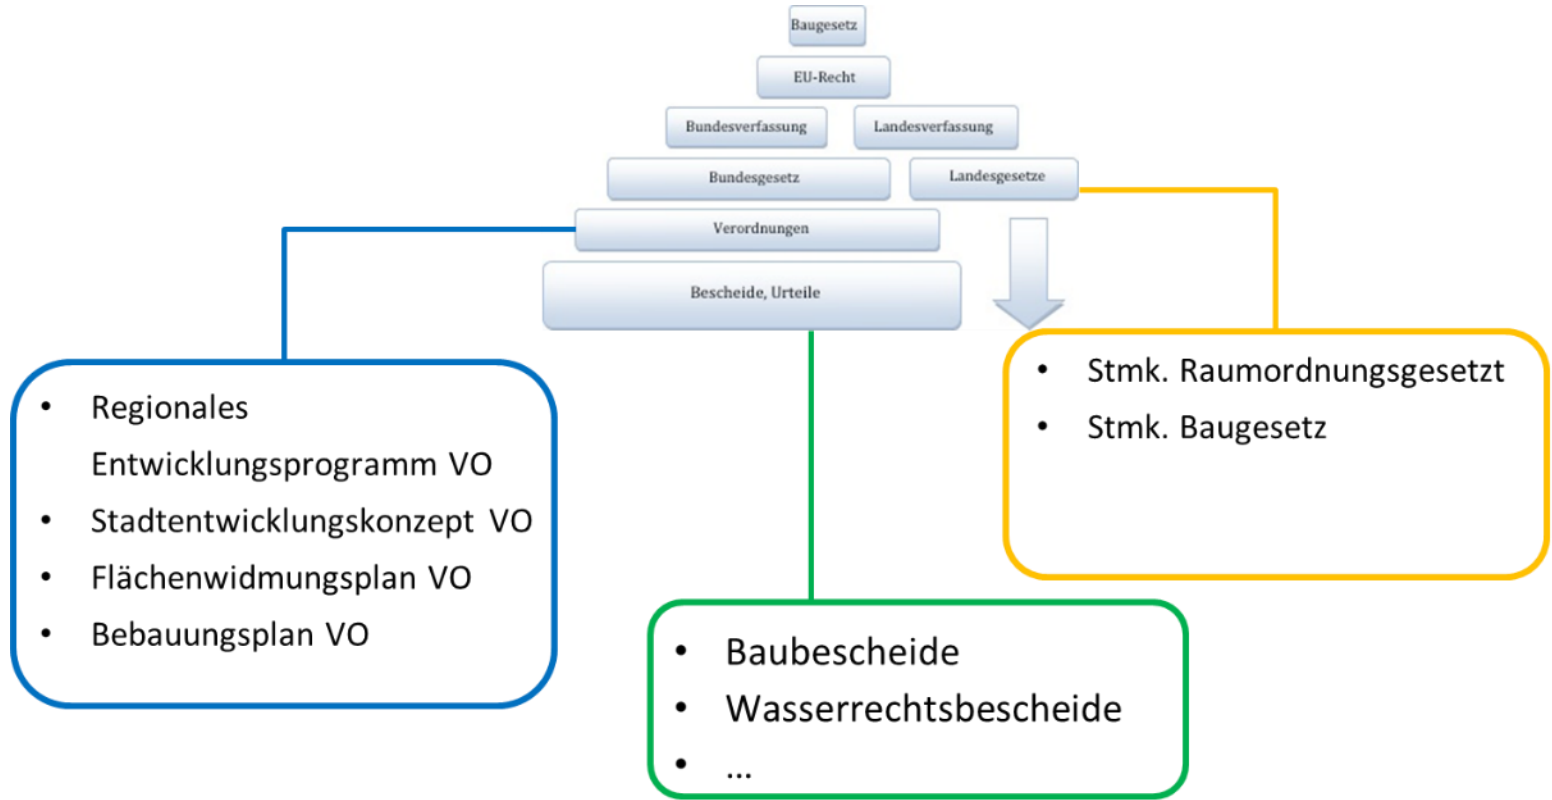 Baugesetz
EU-Recht
Bundesverfassung
Landesverfassung
Bundesgesetz
Landesgesetze
Verordnungen
Bescheide, Urteile
• Regionales
Entwicklungsprogramm VO
• Stadtentwicklungskonzept VO
• Flächenwidmungsplan VO
• Bebauungsplan VO
• Baubescheide
• Wasserrechtsbescheide
• ...
• Stmk. Raumordnungsgesetzt
• Stmk. Baugesetz